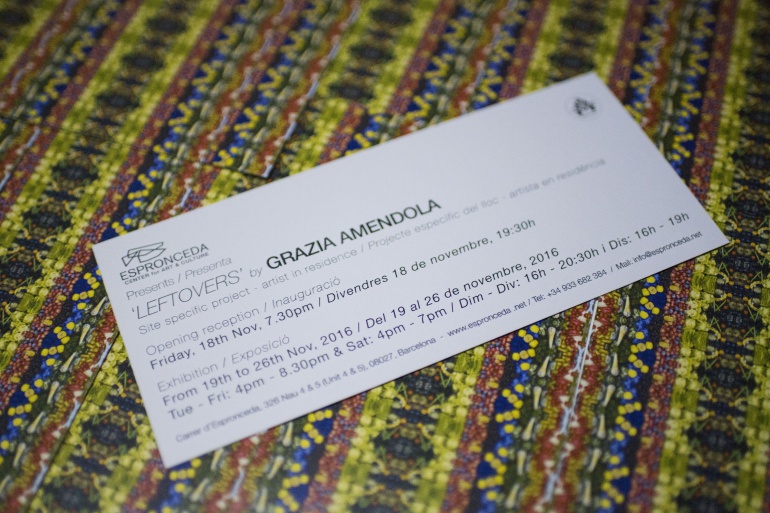 ESPRONCEDA
CENTER for ART & CULTURE
Presents / Presenta
'LEFTOVERS' by GRAZIA AMENDOLA
Site specific project - artist in residence / Projecte específic del lloc - artista en residència
Opening reception / Inauguració
Friday, 18th Nov, 7.30pm / Divendres 18 de novembre, 19:30h
Exhibition / Exposició
From 19th to 26th Nov, 2016 / Del 19 al 26 de novembre, 2016
Tue - Fri: 4pm - 8.30pm & Sat: 4pm - 7pm / Dim - Div: 16h - 20:30h i Dis: 16h - 19h
Carrer d'Espronceda, 326 Nau 4 & 5 (Unit 4 & 5), 08027, Barcelona - www.espronceda.net / Tel: +34 933 682 384 / Mail: info@espronceda.net